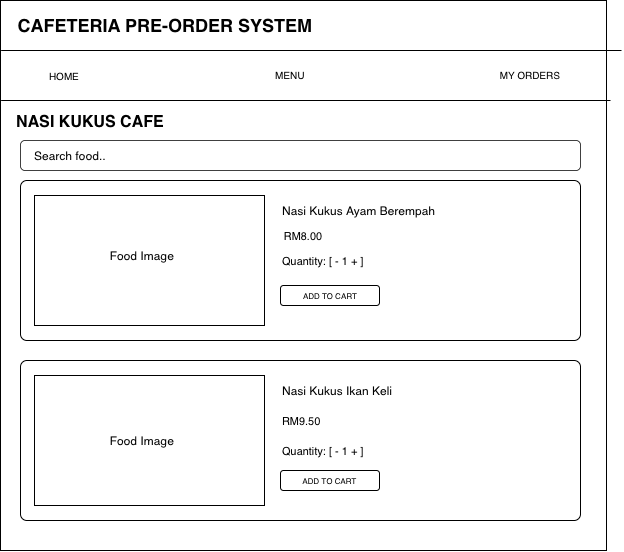 CAFETERIA PRE-ORDER SYSTEM
HOME
MENU
MY ORDERS
NASI KUKUS CAFE
Search food..
Food Image
Nasi Kukus Ayam Berempah
RM8.00
Quantity: [ - 1 + ]
ADD TO CART
Food Image
Nasi Kukus Ikan Keli
RM9.50
Quantity: [ - 1 + ]
ADD TO CART